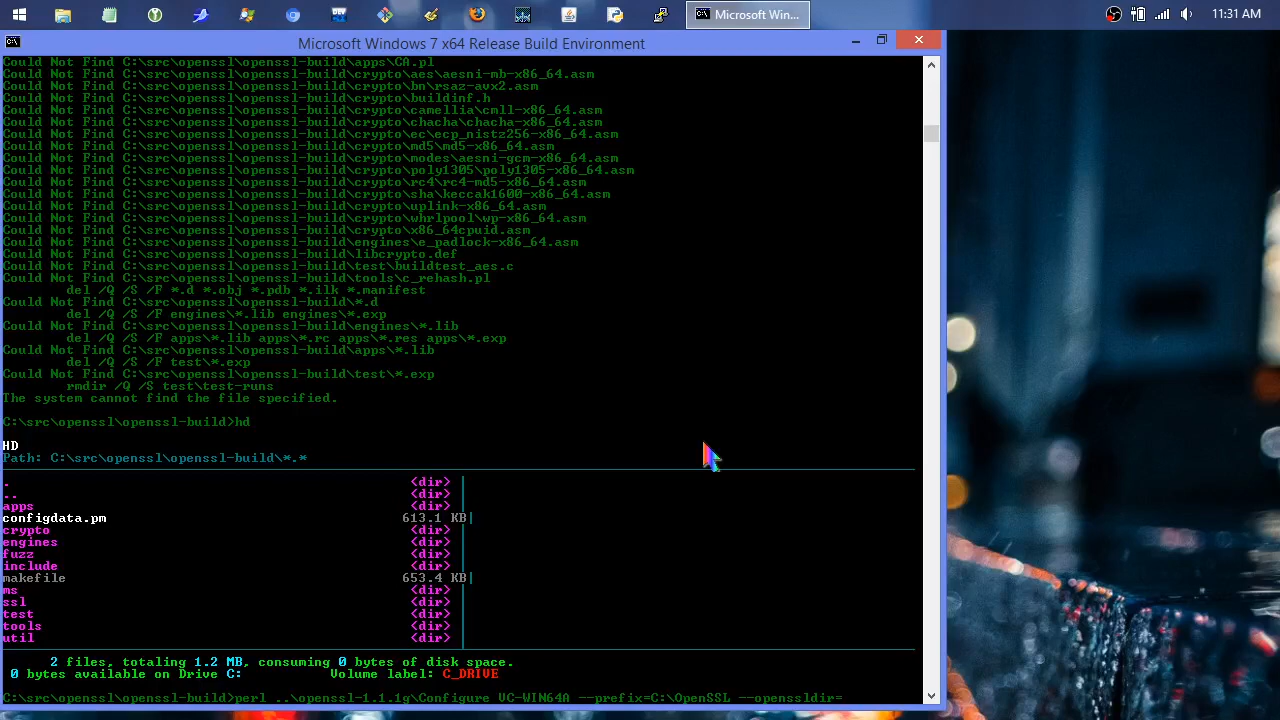 Microsoft Win...
11:31 AM
Microsoft Windows 7 x64 Release Build Environment
Could Not Find C:\src\openssl\openssl-build\apps\CA.pl
Could Not Find C:\src\openssl\openssl-build\crypto\aes\aesni-mb-x86_64.asm
Could Not Find C:\src\openssl\openssl-build\crypto\bn\rsaz-avx2.asm
Could Not Find C:\src\openssl\openssl-build\crypto\buildinf.h
Could Not Find C:\src\openssl\openssl-build\crypto\camellia\cmll-x86_64.asm
Could Not Find C:\src\openssl\openssl-build\crypto\chacha\chacha-x86_64.asm
Could Not Find C:\src\openssl\openssl-build\crypto\ec\ecp_nistz256-x86_64.asm
Could Not Find C:\src\openssl\openssl-build\crypto\md5\md5-x86_64.asm
Could Not Find C:\src\openssl\openssl-build\crypto\modes\aesni-gcm-x86_64.asm
Could Not Find C:\src\openssl\openssl-build\crypto\poly1305\poly1305-x86_64.asm
Could Not Find C:\src\openssl\openssl-build\crypto\rc4\rc4-md5-x86_64.asm
Could Not Find C:\src\openssl\openssl-build\crypto\sha\keccak1600-x86_64.asm
Could Not Find C:\src\openssl\openssl-build\crypto\uplink-x86_64.asm
Could Not Find C:\src\openssl\openssl-build\crypto\whrlpool\wp-x86_64.asm
Could Not Find C:\src\openssl\openssl-build\crypto\x86_64cpuid.asm
Could Not Find C:\src\openssl\openssl-build\engines\e_padlock-x86_64.asm
Could Not Find C:\src\openssl\openssl-build\libcrypto.def
Could Not Find C:\src\openssl\openssl-build\test\buildtest_aes.c
Could Not Find C:\src\openssl\openssl-build\tools\c_rehash.pl
del /Q /S /F *.d *.obj *.pdb *.ilk *.manifest
Could Not Find C:\src\openssl\openssl-build\*.d
del /Q /S /F engines\*.lib engines\*.exp
Could Not Find C:\src\openssl\openssl-build\engines\*.lib
del /Q /S /F apps\*.lib apps\*.rc apps\*.res apps\*.exp
Could Not Find C:\src\openssl\openssl-build\apps\*.lib
del /Q /S /F test\*.exp
Could Not Find C:\src\openssl\openssl-build\test\*.exp
rmdir /Q /S test\test-runs
The system cannot find the file specified.
C:\src\openssl\openssl-build>hd
HD
Path: C:\src\openssl\openssl-build\*.*
. <dir>
.. <dir>
apps <dir>
configdata.pm 613.1 KB
crypto <dir>
engines <dir>
fuzz <dir>
include <dir>
makefile 653.4 KB
ms <dir>
ssl <dir>
test <dir>
tools <dir>
util <dir>
2 files, totaling 1.2 MB, consuming 0 bytes of disk space.
0 bytes available on Drive C: Volume label: C_DRIVE
C:\src\openssl\openssl-build>perl ..\openssl-1.1.1g\Configure VC-WIN64A --prefix=C:\OpenSSL --openssldir=